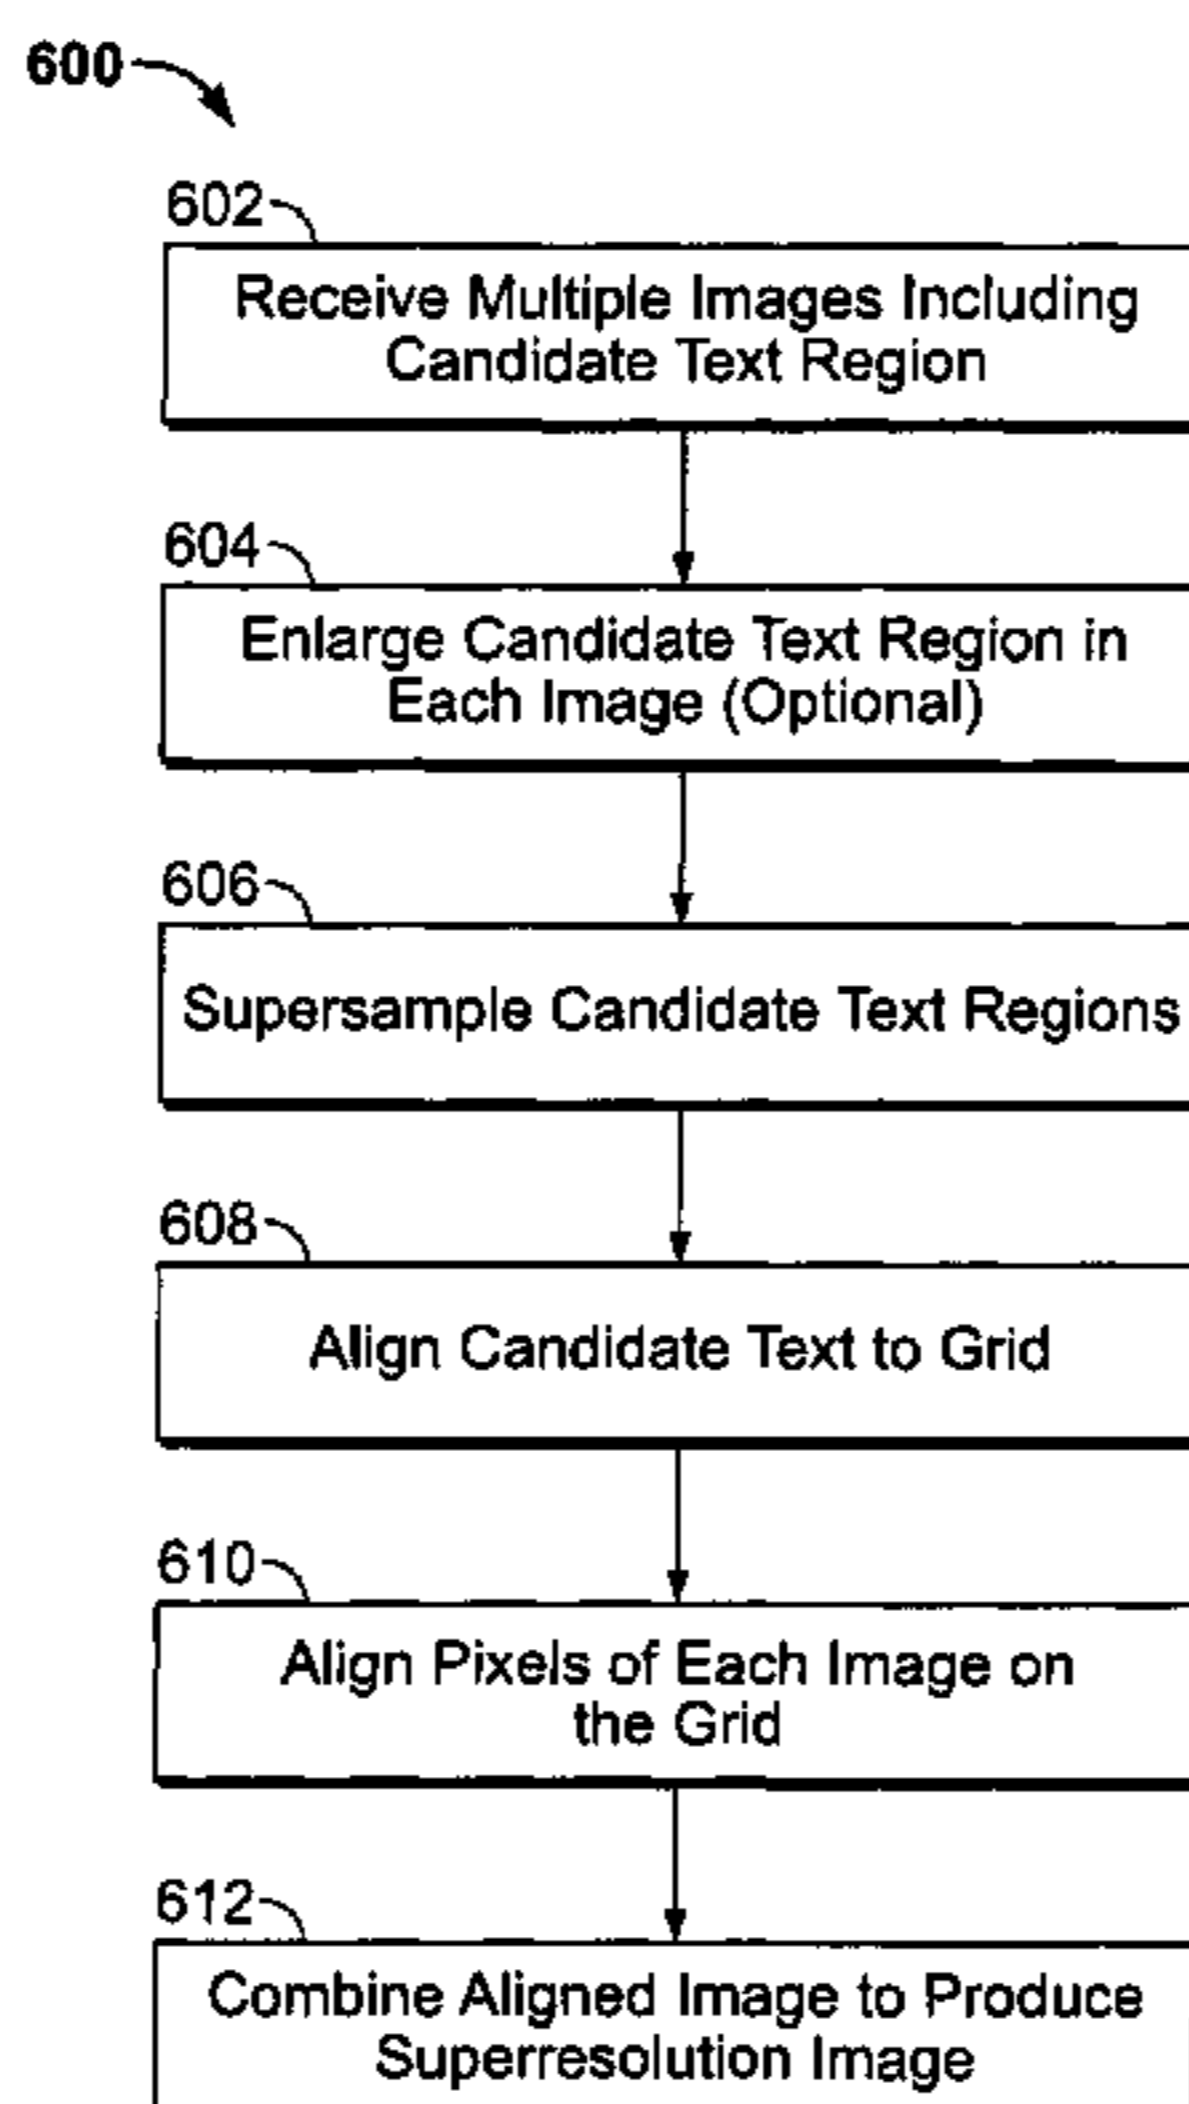 600
602
Receive Multiple Images Including
Candidate Text Region
604
Enlarge Candidate Text Region in
Each Image (Optional)
606
Supersample Candidate Text Regions
608
Align Candidate Text to Grid
610
Align Pixels of Each Image on
the Grid
612
Combine Aligned Image to Produce
Superresolution Image